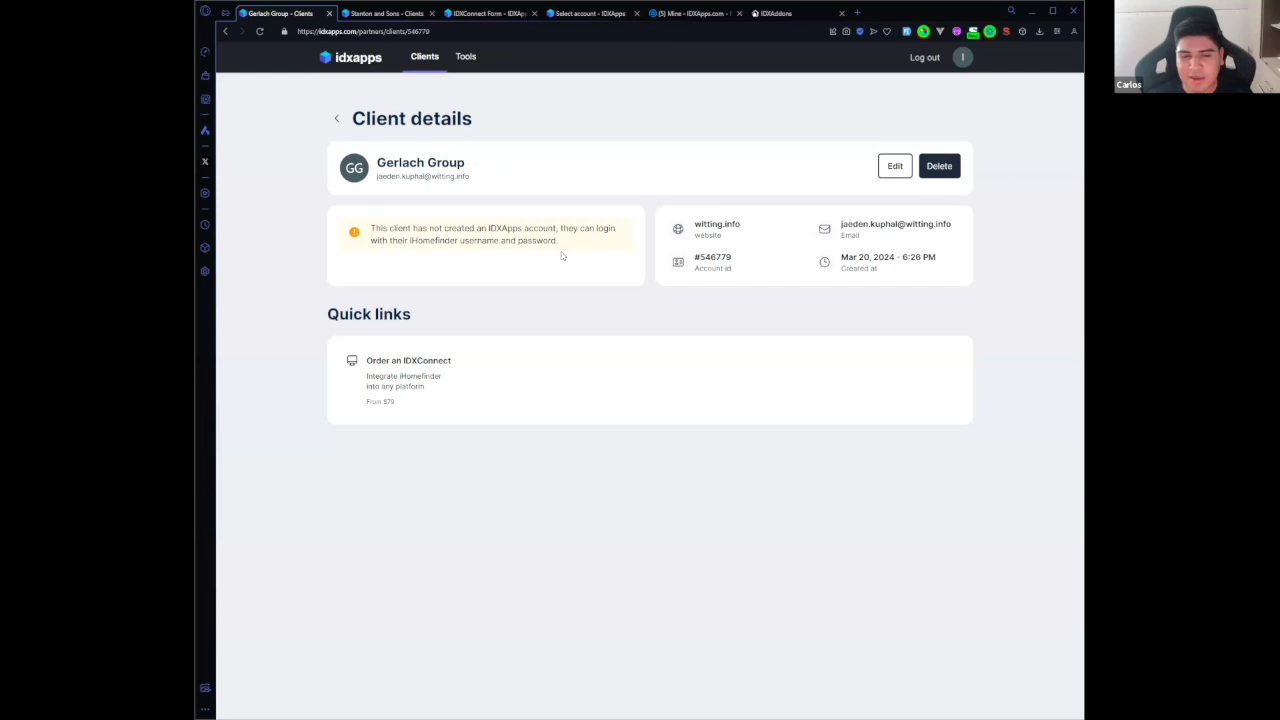 Gerlach Group - Clients
Stanton and Sons - Clients
IDXConnect Form - IDXAp
Select account - IDXApps
(5) Mine - IDXApps.com -
IDXAddons
https://idxapps.com/partners/clients/546779
idxapps
Clients
Tools
Log out
I
Carlos
Client details
GG
Gerlach Group
jaeden.kuphal@witting.info
Edit
Delete
This client has not created an IDXApps account, they can login
with their iHomefinder username and password.
witting.info
website
jaeden.kuphal@witting.info
Email
#546779
Account id
Mar 20, 2024 - 6:26 PM
Created at
Quick links
Order an IDXConnect
Integrate iHomefinder
into any platform
From $79